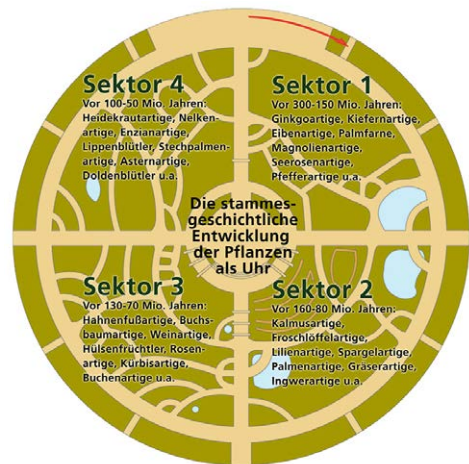 Sektor 4
Vor 100-50 Mio. Jahren:
Heidekrautartige, Nelken-
artige, Enzianartige,
Lippenblütler, Stechpalmen-
artige, Asternartige,
Doldenblütler u.a.
Sektor 1
Vor 300-150 Mio. Jahren:
Ginkgoartige, Kiefernartige,
Eibenartige, Palmfarne,
Magnolienartige,
Seerosenartige,
Pfefferartige u.a.
Die stammes-
geschichtliche
Entwicklung
der Pflanzen
als Uhr
Sektor 3
Vor 130-70 Mio. Jahren:
Hahnenfußartige, Buchs-
baumartige, Weinartige,
Hülsenfrüchtler, Rosen-
artige, Kürbisartige,
Buchenartige u.a.
Sektor 2
Vor 160-80 Mio. Jahren:
Kalmusartige,
Froschlöffelartige,
Lilienartige, Spargelartige,
Palmenartige, Gräserartige,
Ingwerartige u.a.